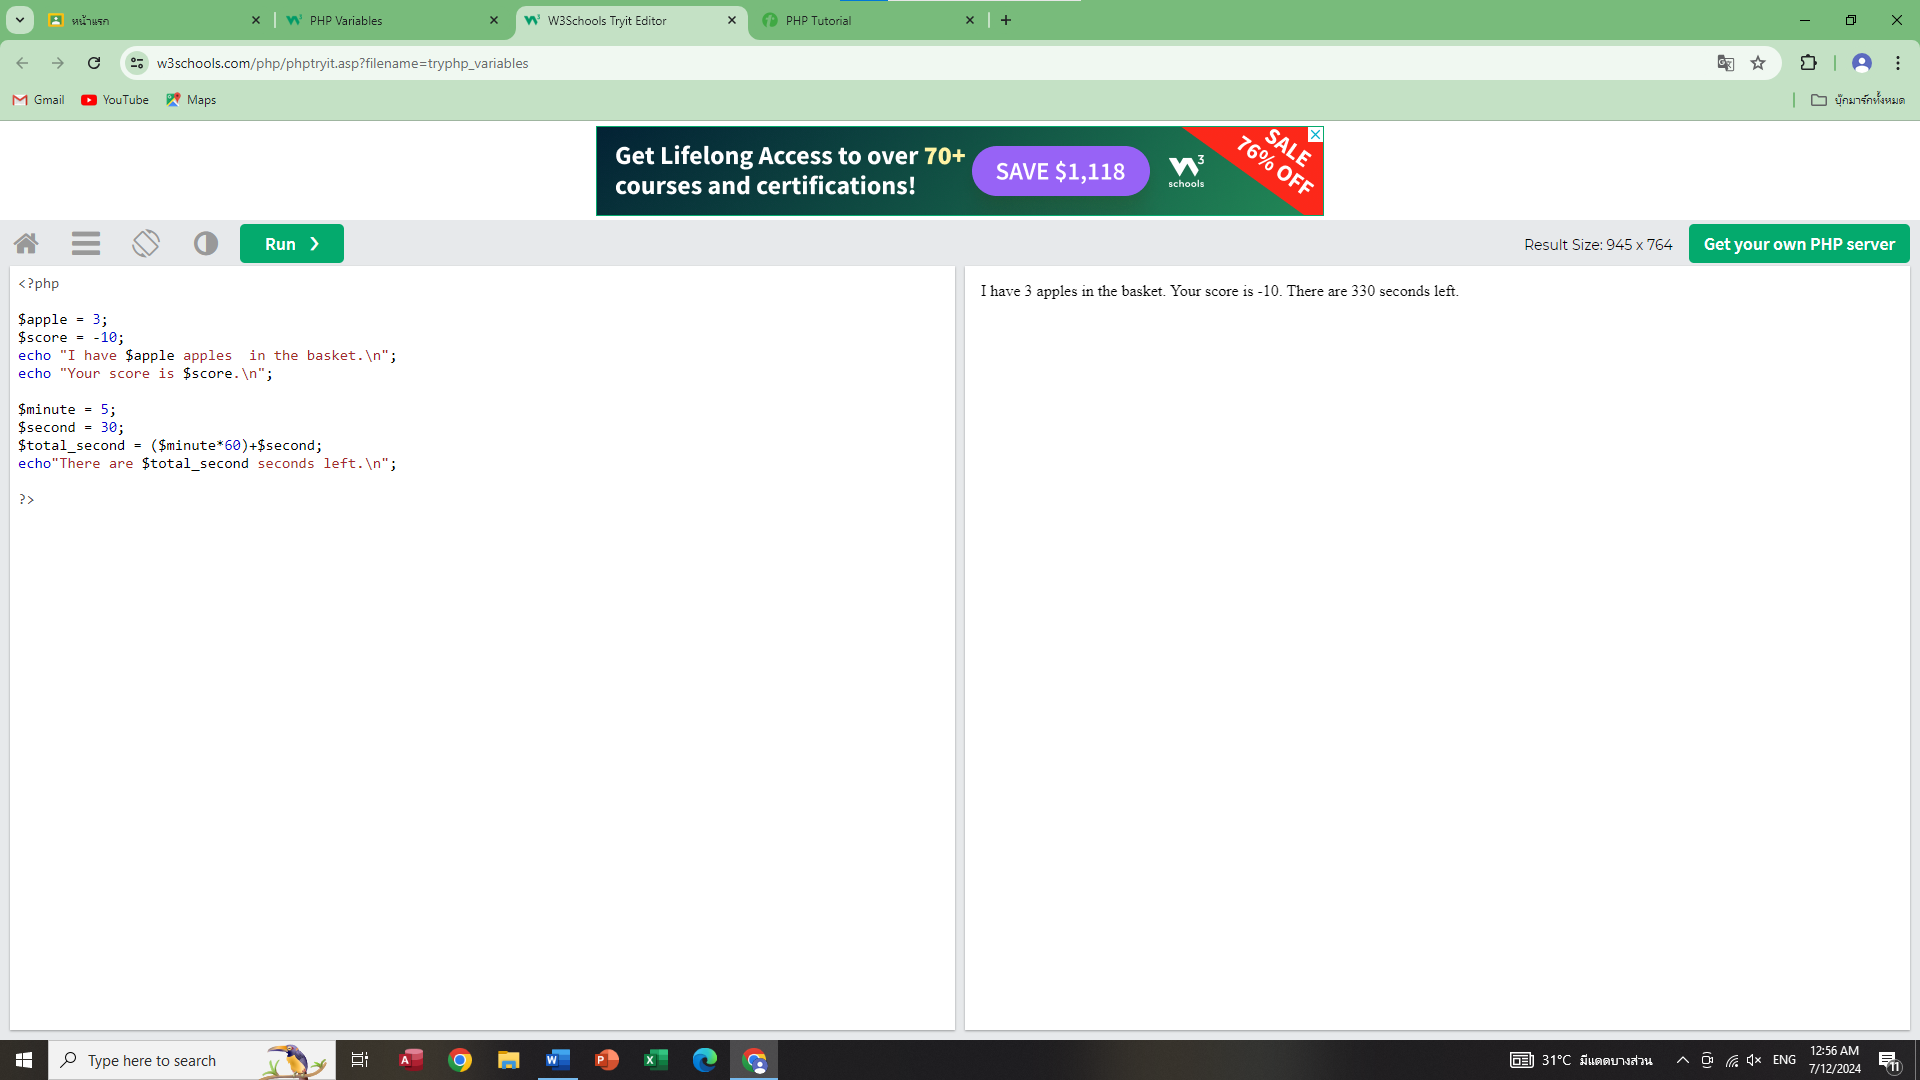 หน้าแรก
PHP Variables
W3Schools Tryit Editor
PHP Tutorial
w3schools.com/php/phptryit.asp?filename=tryphp_variables
Gmail
YouTube
Maps
บุ๊กมาร์กทั้งหมด
Get Lifelong Access to over 70+
courses and certifications!
SAVE $1,118
W3
schools
SALE
76% OFF
Run ❯
Result Size: 945 x 764
Get your own PHP server
<?php
$apple = 3;
$score = -10;
echo "I have $apple apples  in the basket.\n";
echo "Your score is $score.\n";
$minute = 5;
$second = 30;
$total_second = ($minute*60)+$second;
echo"There are $total_second seconds left.\n";
?>
I have 3 apples in the basket. Your score is -10. There are 330 seconds left.
Type here to search
31°C มีแดดบางส่วน
ENG
12:56 AM
7/12/2024
11